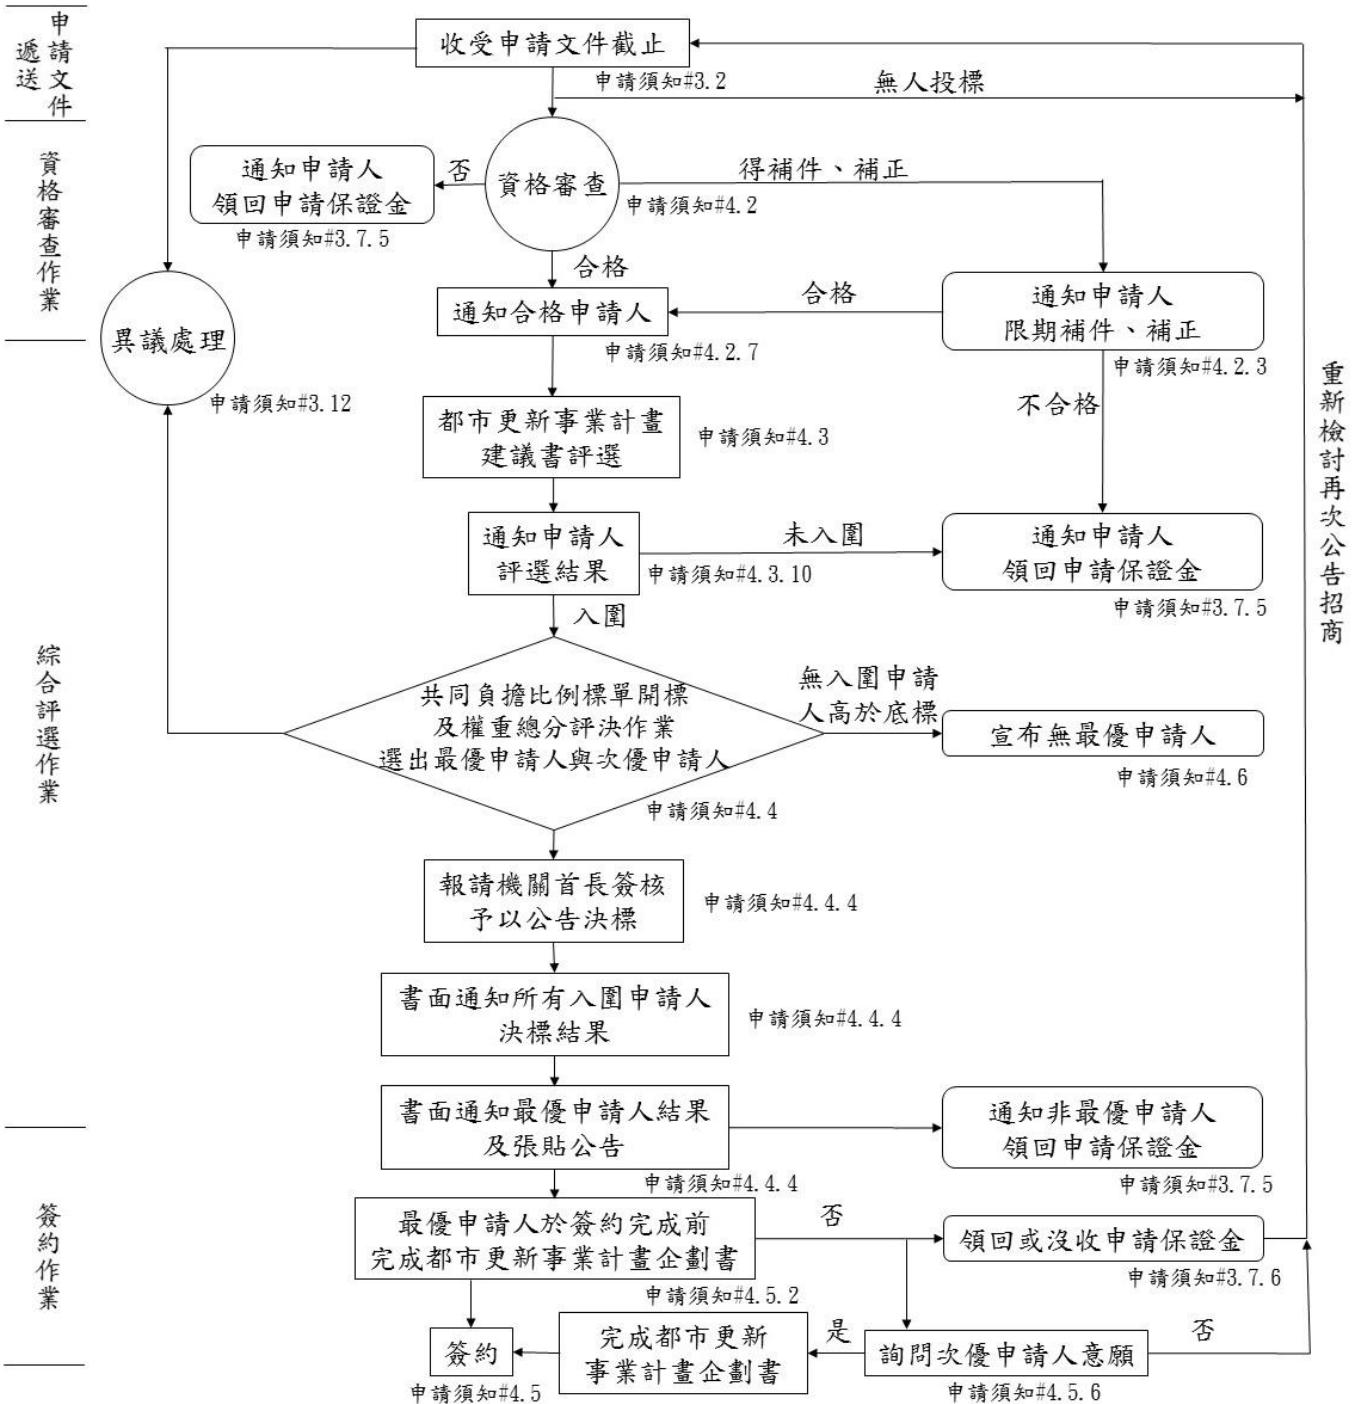 申請文件
遞送
收受申請文件截止
申請須知#3.2
無人投標
資格審查作業
通知申請人
領回申請保證金
申請須知#3.7.5
否
資格審查
得補件、補正
申請須知#4.2
合格
通知合格申請人
申請須知#4.2.7
合格
通知申請人
限期補件、補正
申請須知#4.2.3
不合格
異議處理
申請須知#3.12
重新檢討再次公告招商
綜合評選作業
都市更新事業計畫
建議書評選
申請須知#4.3
通知申請人
評選結果
申請須知#4.3.10
未入圍
通知申請人
領回申請保證金
申請須知#3.7.5
入圍
共同負擔比例標單開標
及權重總分評決作業
選出最優申請人與次優申請人
申請須知#4.4
無入圍申請
人高於底標
宣布無最優申請人
申請須知#4.6
報請機關首長簽核
予以公告決標
申請須知#4.4.4
書面通知所有入圍申請人
決標結果
申請須知#4.4.4
書面通知最優申請人結果
及張貼公告
申請須知#4.4.4
通知非最優申請人
領回申請保證金
申請須知#3.7.5
簽約作業
最優申請人於簽約完成前
完成都市更新事業計畫企劃書
申請須知#4.5.2
否
領回或沒收申請保證金
申請須知#3.7.6
簽約
申請須知#4.5
完成都市更新
事業計畫企劃書
是
詢問次優申請人意願
申請須知#4.5.6
否